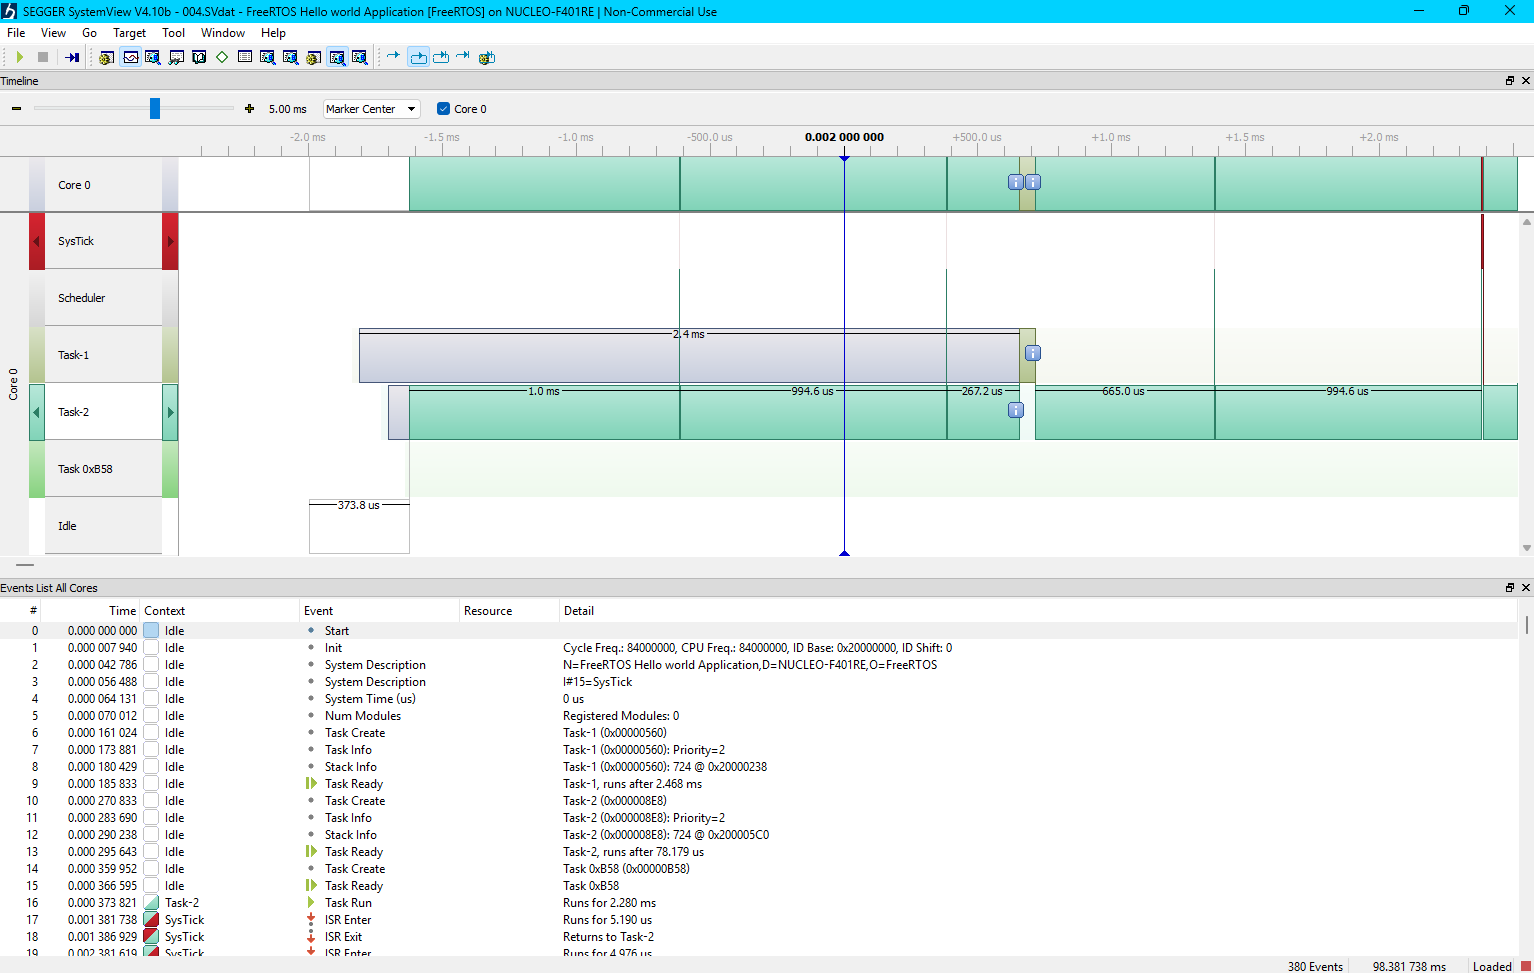 SEGGER SystemView V4.10b - 004.SVdat - FreeRTOS Hello world Application [FreeRTOS] on NUCLEO-F401RE | Non-Commercial Use
File View Go Target Tool Window Help
Timeline
5.00 ms Marker Center Core 0
-2.0 ms -1.5 ms -1.0 ms -500.0 us 0.002 000 000 +500.0 us +1.0 ms +1.5 ms +2.0 ms
Core 0
SysTick
Scheduler
2.4 ms
Task-1
Core 0
1.0 ms 994.6 us 267.2 us 665.0 us 994.6 us
Task-2
Task 0xB58
373.8 us
Idle
Events List All Cores
# Time Context Event Resource Detail
0 0.000 000 000 Idle Start
1 0.000 007 940 Idle Init Cycle Freq.: 84000000, CPU Freq.: 84000000, ID Base: 0x20000000, ID Shift: 0
2 0.000 042 786 Idle System Description N=FreeRTOS Hello world Application,D=NUCLEO-F401RE,O=FreeRTOS
3 0.000 056 488 Idle System Description I#15=SysTick
4 0.000 064 131 Idle System Time (us) 0 us
5 0.000 070 012 Idle Num Modules Registered Modules: 0
6 0.000 161 024 Idle Task Create Task-1 (0x00000560)
7 0.000 173 881 Idle Task Info Task-1 (0x00000560): Priority=2
8 0.000 180 429 Idle Stack Info Task-1 (0x00000560): 724 @ 0x20000238
9 0.000 185 833 Idle Task Ready Task-1, runs after 2.468 ms
10 0.000 270 833 Idle Task Create Task-2 (0x000008E8)
11 0.000 283 690 Idle Task Info Task-2 (0x000008E8): Priority=2
12 0.000 290 238 Idle Stack Info Task-2 (0x000008E8): 724 @ 0x200005C0
13 0.000 295 643 Idle Task Ready Task-2, runs after 78.179 us
14 0.000 359 952 Idle Task Create Task 0xB58 (0x00000B58)
15 0.000 366 595 Idle Task Ready Task 0xB58
16 0.000 373 821 Task-2 Task Run Runs for 2.280 ms
17 0.001 381 738 SysTick ISR Enter Runs for 5.190 us
18 0.001 386 929 SysTick ISR Exit Returns to Task-2
19 0.002 381 619 SysTick ISR Enter Runs for 4.976 us
380 Events 98.381 738 ms Loaded